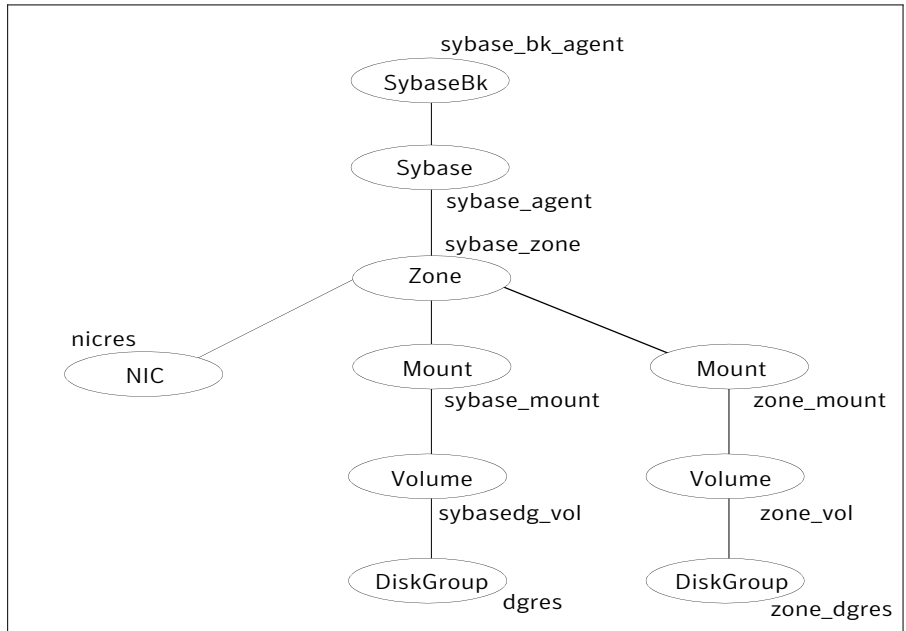 sybase_bk_agent
SybaseBk
Sybase
sybase_agent
sybase_zone
Zone
nicres
NIC
Mount
sybase_mount
Mount
zone_mount
Volume
sybasedg_vol
Volume
zone_vol
DiskGroup
dgres
DiskGroup
zone_dgres